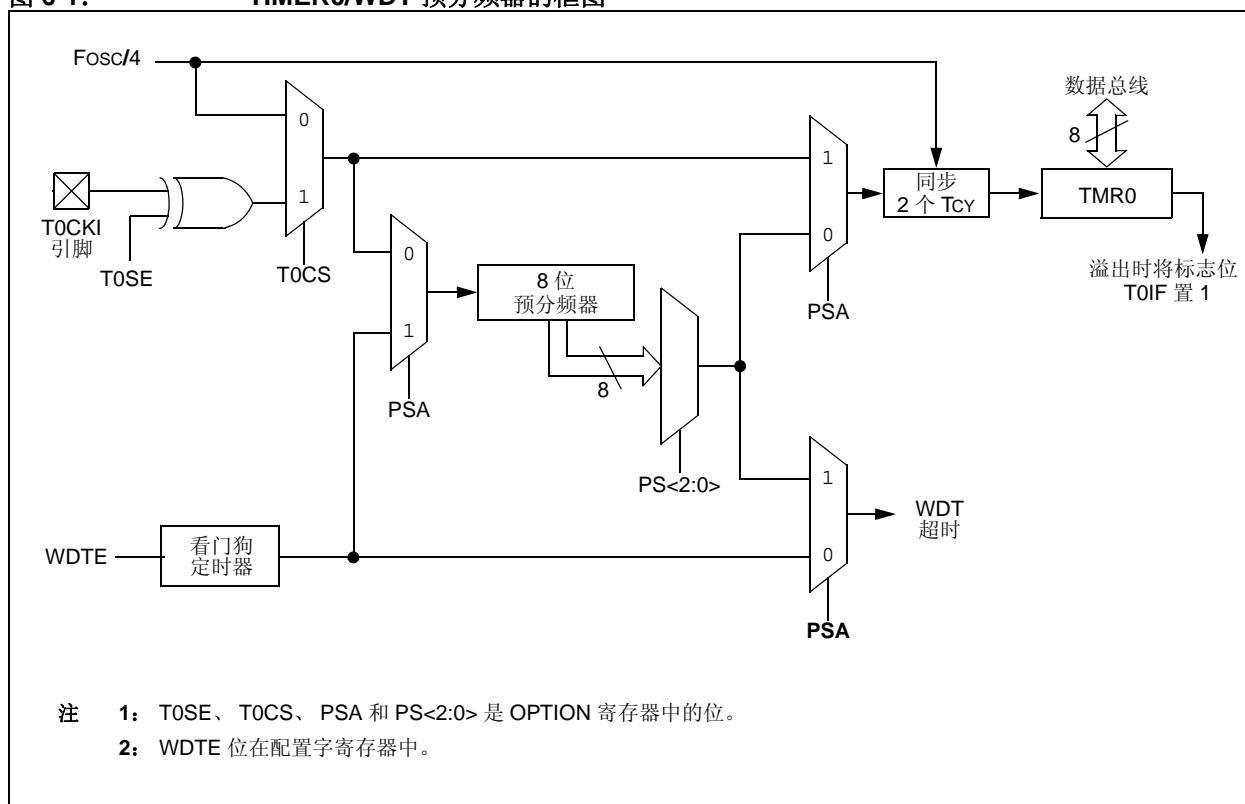 TIMER0/WDT 预分频器的框图
FOSC/4
数据总线
8
0
1
1
0
同步
2 个 TCY
TMR0
T0CKI
引脚
T0SE
T0CS
0
1
8 位
预分频器
溢出时将标志位
T0IF 置 1
PSA
8
PSA
PS<2:0>
1
0
WDT
超时
WDTE
看门狗
定时器
PSA
注 1： T0SE、 T0CS、 PSA 和 PS<2:0> 是 OPTION 寄存器中的位。
2： WDTE 位在配置字寄存器中。